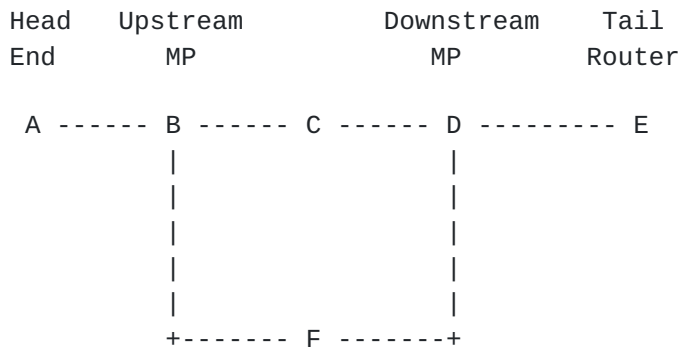 Head   Upstream         Downstream    Tail
End       MP               MP        Router
A ------ B ------ C ------ D --------- E
|                 |
|                 |
|                 |
|                 |
|                 |
+------- F -------+